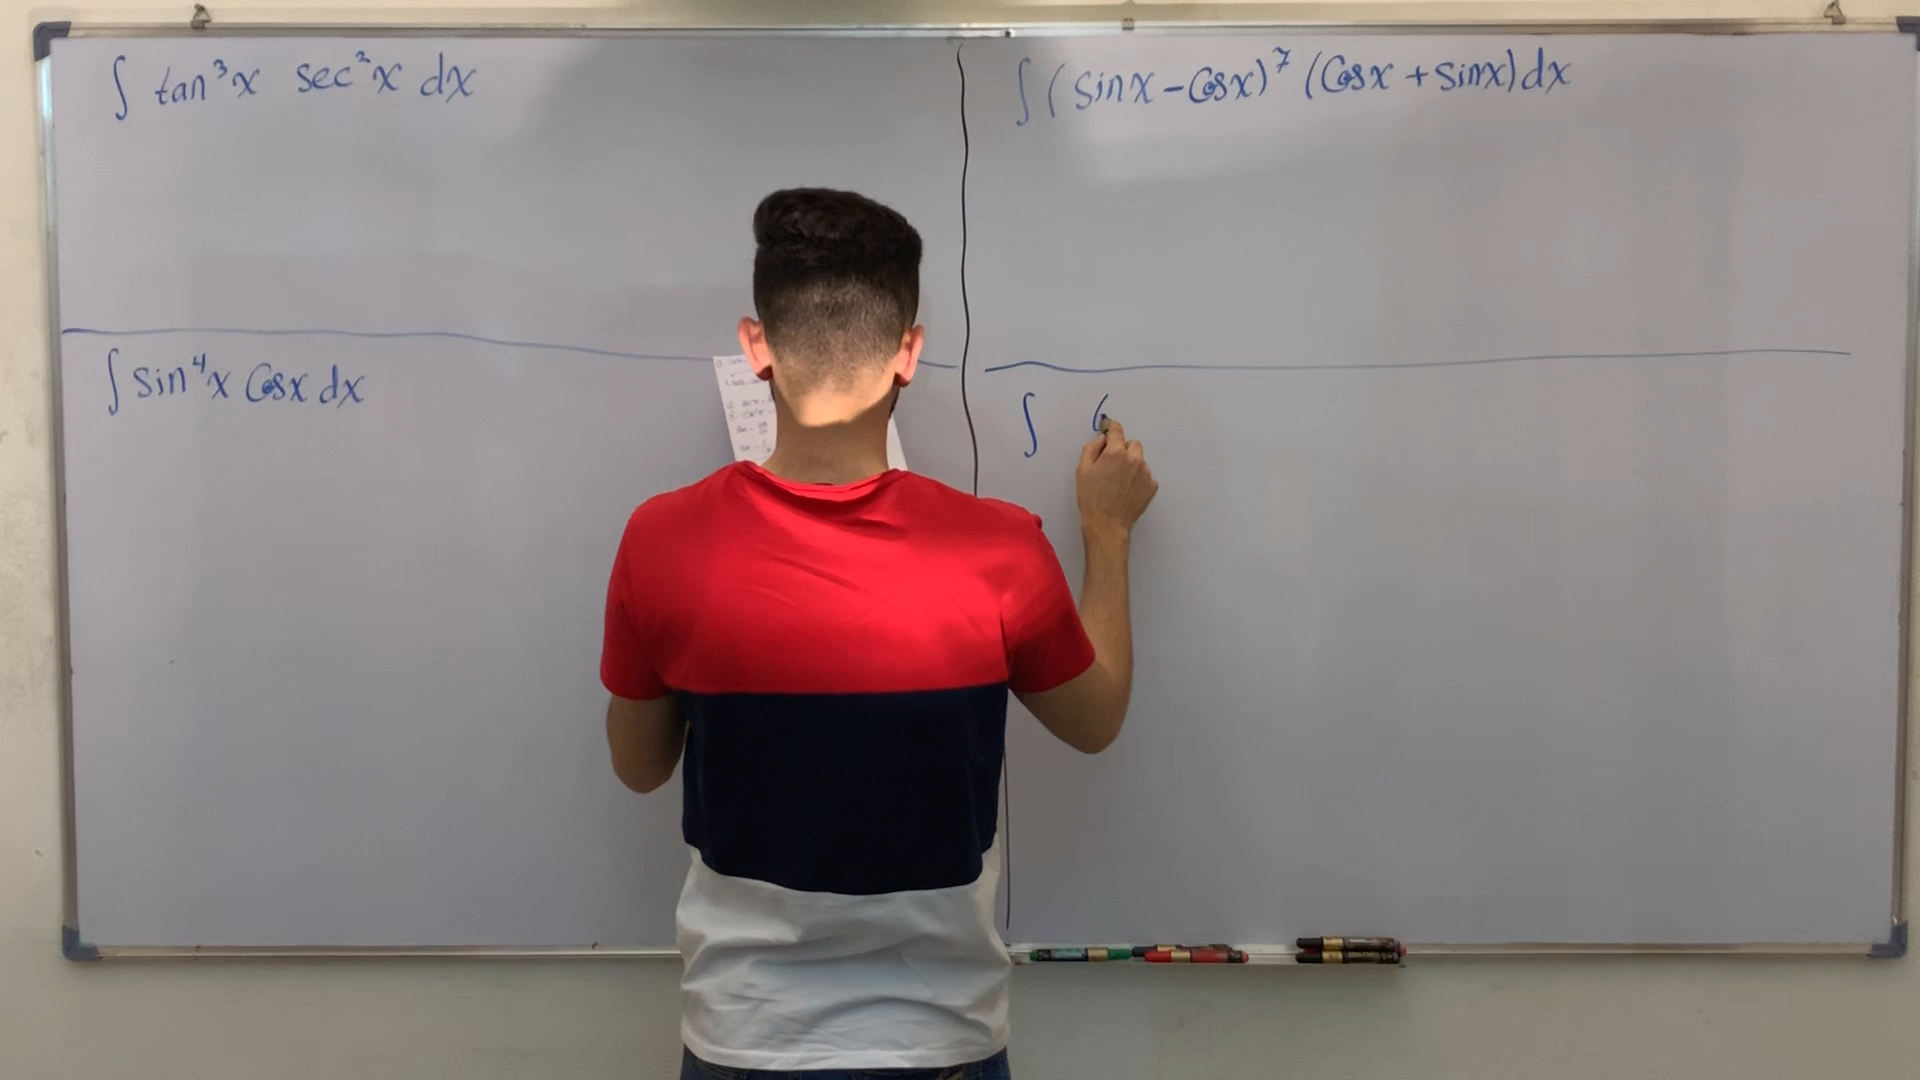 ∫ tan³x sec²x dx
∫ (sinx - Cosx)⁷ (Cosx + sinx) dx
∫ sin⁴x Cosx dx
∫